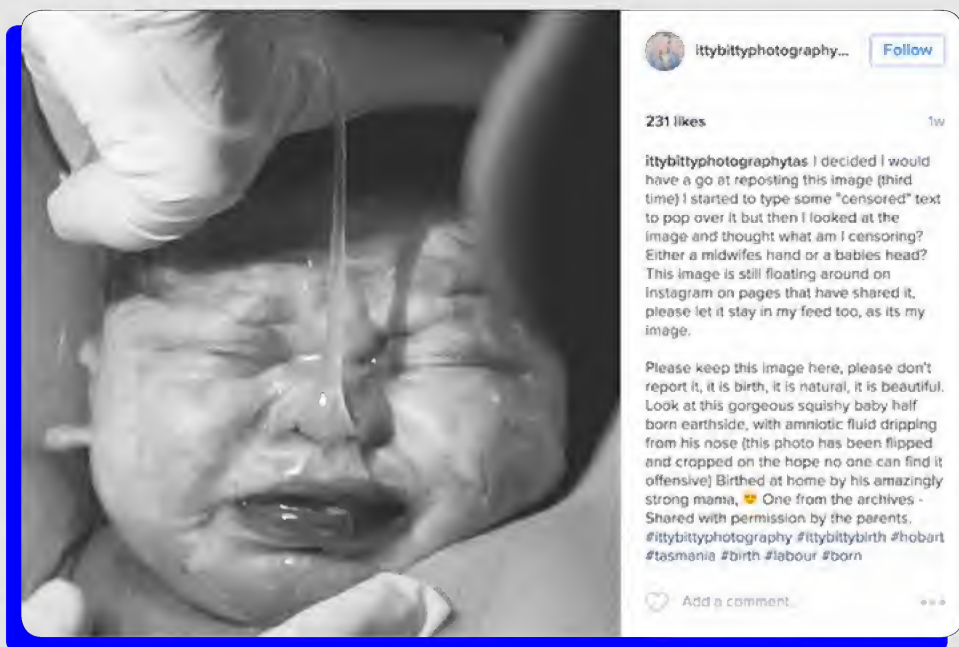 ittybittyphotography...
Follow
231 likes
1w
ittybittyphotographytas I decided I would
have a go at reposting this image (third
time) I started to type some "censored" text
to pop over it but then I looked at the
image and thought what am I censoring?
Either a midwifes hand or a babies head?
This image is still floating around on
Instagram on pages that have shared it,
please let it stay in my feed too, as its my
image.
Please keep this image here, please don't
report it, it is birth, it is natural, it is beautiful.
Look at this gorgeous squishy baby half
born earthside, with amniotic fluid dripping
from his nose (this photo has been flipped
and cropped on the hope no one can find it
offensive) Birthed at home by his amazingly
strong mama, 😍 One from the archives -
Shared with permission by the parents.
#ittybittyphotography #ittybittybirth #hobart
#tasmania #birth #labour #born
Add a comment...